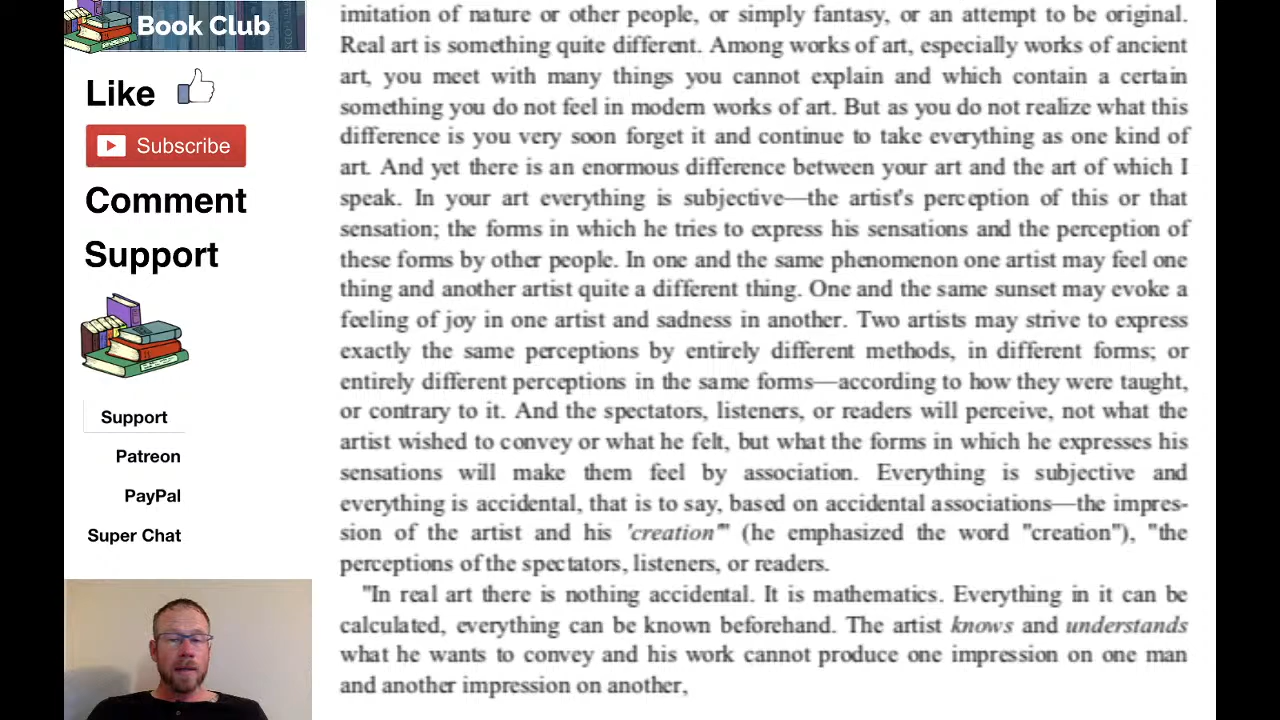 Book Club
Like
Subscribe
Comment
Support
Support
Patreon
PayPal
Super Chat
imitation of nature or other people, or simply fantasy, or an attempt to be original.
Real art is something quite different. Among works of art, especially works of ancient
art, you meet with many things you cannot explain and which contain a certain
something you do not feel in modern works of art. But as you do not realize what this
difference is you very soon forget it and continue to take everything as one kind of
art. And yet there is an enormous difference between your art and the art of which I
speak. In your art everything is subjective—the artist's perception of this or that
sensation; the forms in which he tries to express his sensations and the perception of
these forms by other people. In one and the same phenomenon one artist may feel one
thing and another artist quite a different thing. One and the same sunset may evoke a
feeling of joy in one artist and sadness in another. Two artists may strive to express
exactly the same perceptions by entirely different methods, in different forms; or
entirely different perceptions in the same forms—according to how they were taught,
or contrary to it. And the spectators, listeners, or readers will perceive, not what the
artist wished to convey or what he felt, but what the forms in which he expresses his
sensations will make them feel by association. Everything is subjective and
everything is accidental, that is to say, based on accidental associations—the impres-
sion of the artist and his 'creation'" (he emphasized the word "creation"), "the
perceptions of the spectators, listeners, or readers.
"In real art there is nothing accidental. It is mathematics. Everything in it can be
calculated, everything can be known beforehand. The artist knows and understands
what he wants to convey and his work cannot produce one impression on one man
and another impression on another,